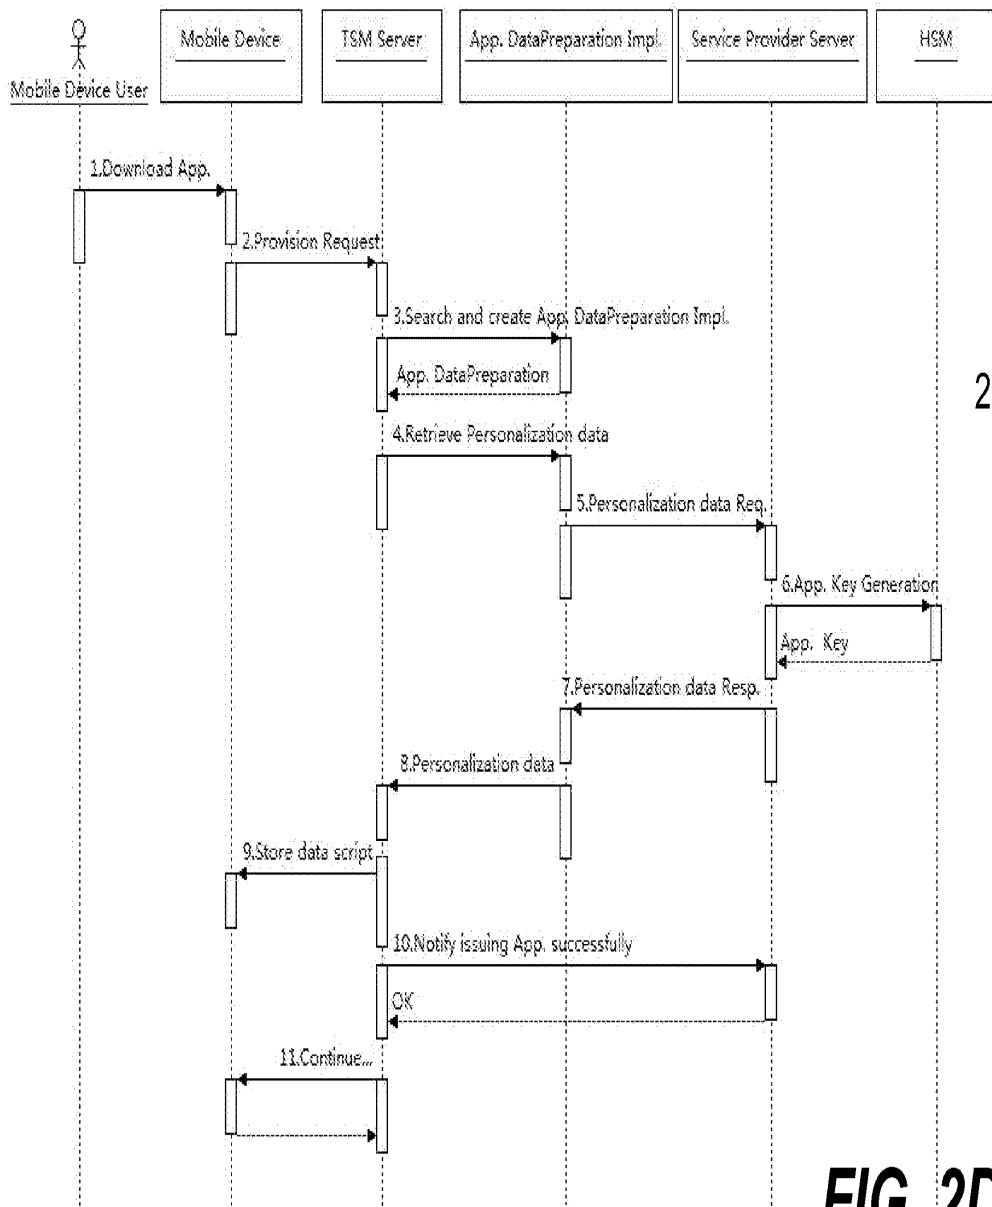 Mobile Device User
Mobile Device
TSM Server
App. DataPreparation Impl.
Service Provider Server
HSM
1.Download App.
2.Provision Request
3.Search and create App. DataPreparation Impl.
App. DataPreparation
2
4.Retrieve Personalization data
5.Personalization data Req.
6.App. Key Generation
App. Key
7.Personalization data Resp.
8.Personalization data
9.Store data script
10.Notify issuing App. successfully
OK
11.Continue...
FIG. 2D